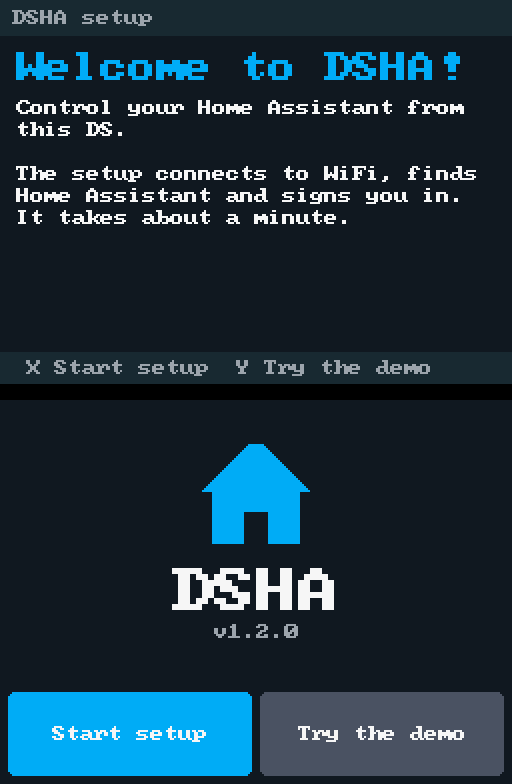 DSHA setup
Welcome to DSHA!
Control your Home Assistant from
this DS.
The setup connects to WiFi, finds
Home Assistant and signs you in.
It takes about a minute.
X Start setup Y Try the demo
DSHA
v1.2.0
Start setup Try the demo